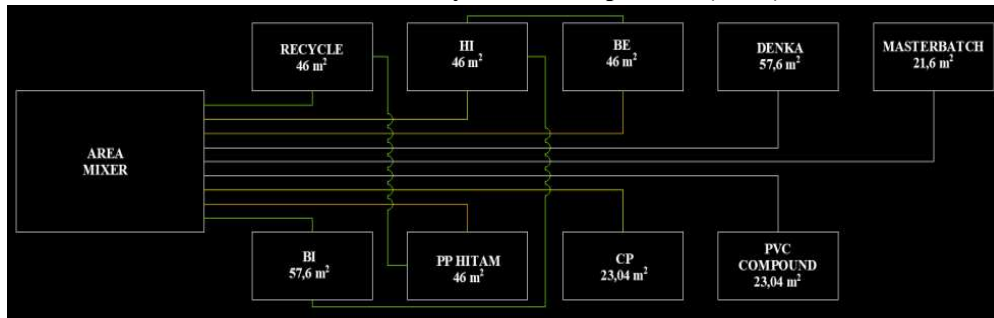 RECYCLE
46 m²
HI
46 m²
BE
46 m²
DENKA
57,6 m²
MASTERBATCH
21,6 m²
AREA
MIXER
BI
57,6 m²
PP HITAM
46 m²
CP
23,04 m²
PVC
COMPOUND
23,04 m²